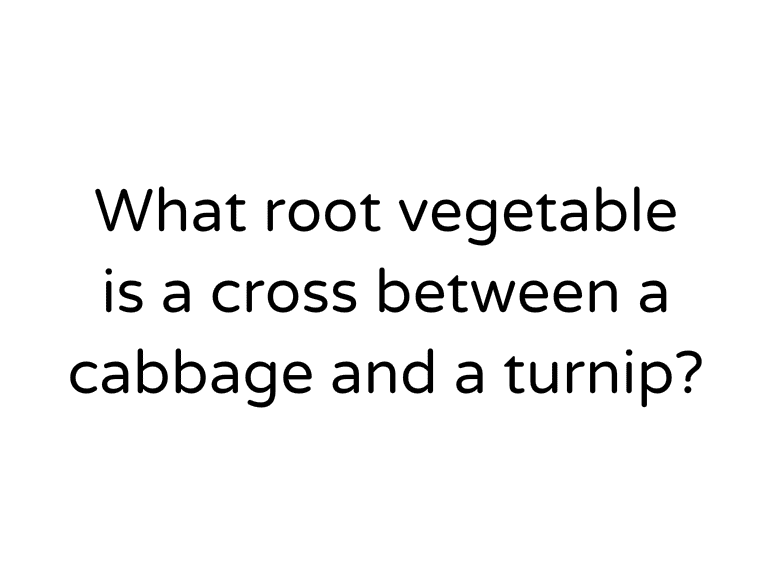 What root vegetable
is a cross between a
cabbage and a turnip?